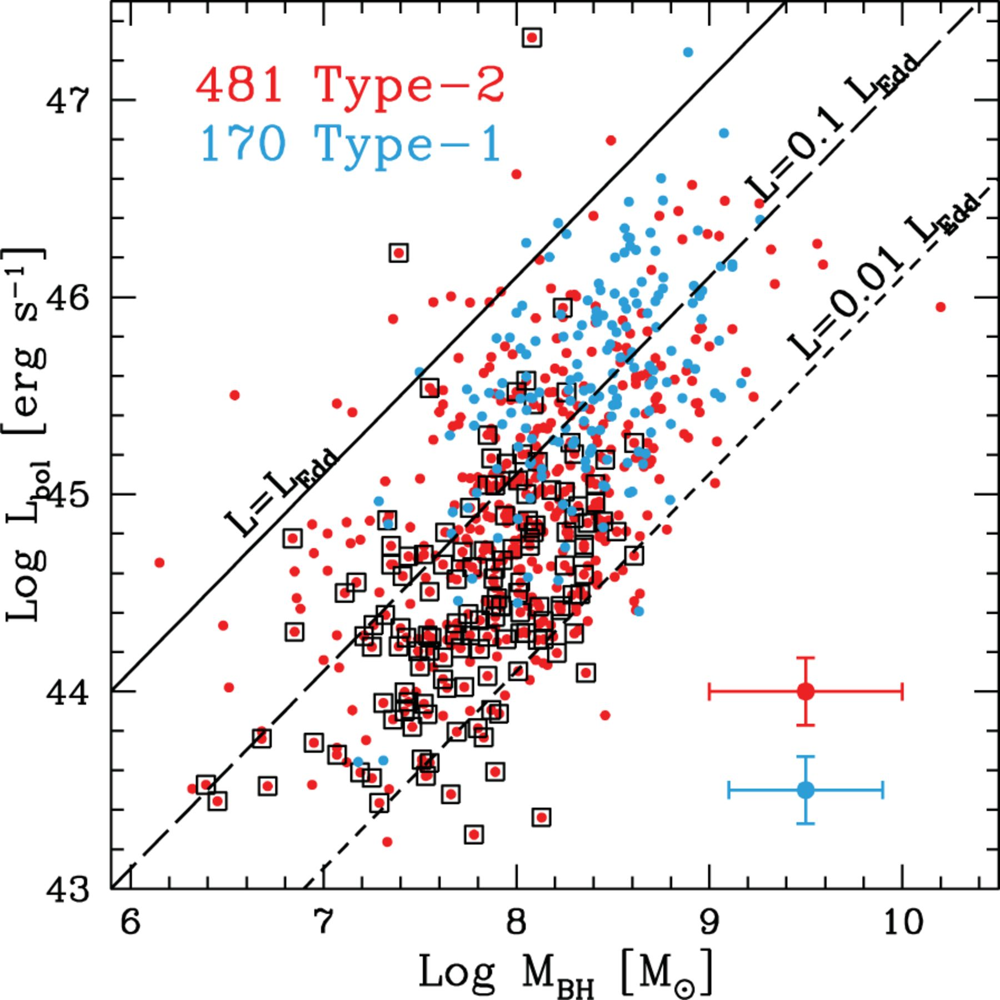 481 Type-2
170 Type-1
L=L_Edd
L=0.1 L_Edd
L=0.01 L_Edd
Log L_bol [erg s⁻¹]
47
46
45
44
43
6 7 8 9 10
Log M_BH [M_⊙]